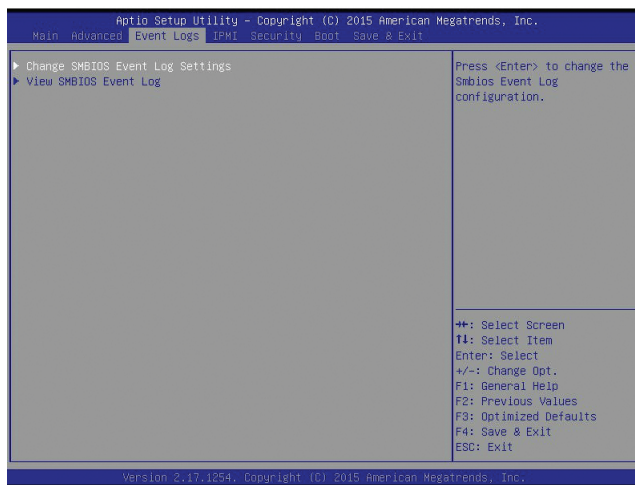 Aptio Setup Utility - Copyright (C) 2015 American Megatrends, Inc.
Main Advanced Event Logs IPMI Security Boot Save & Exit
Change SMBIOS Event Log Settings
View SMBIOS Event Log
Press <Enter> to change the
Smbios Event Log
configuration.
→←: Select Screen
↑↓: Select Item
Enter: Select
+/-: Change Opt.
F1: General Help
F2: Previous Values
F3: Optimized Defaults
F4: Save & Exit
ESC: Exit
Version 2.17.1254. Copyright (C) 2015 American Megatrends, Inc.